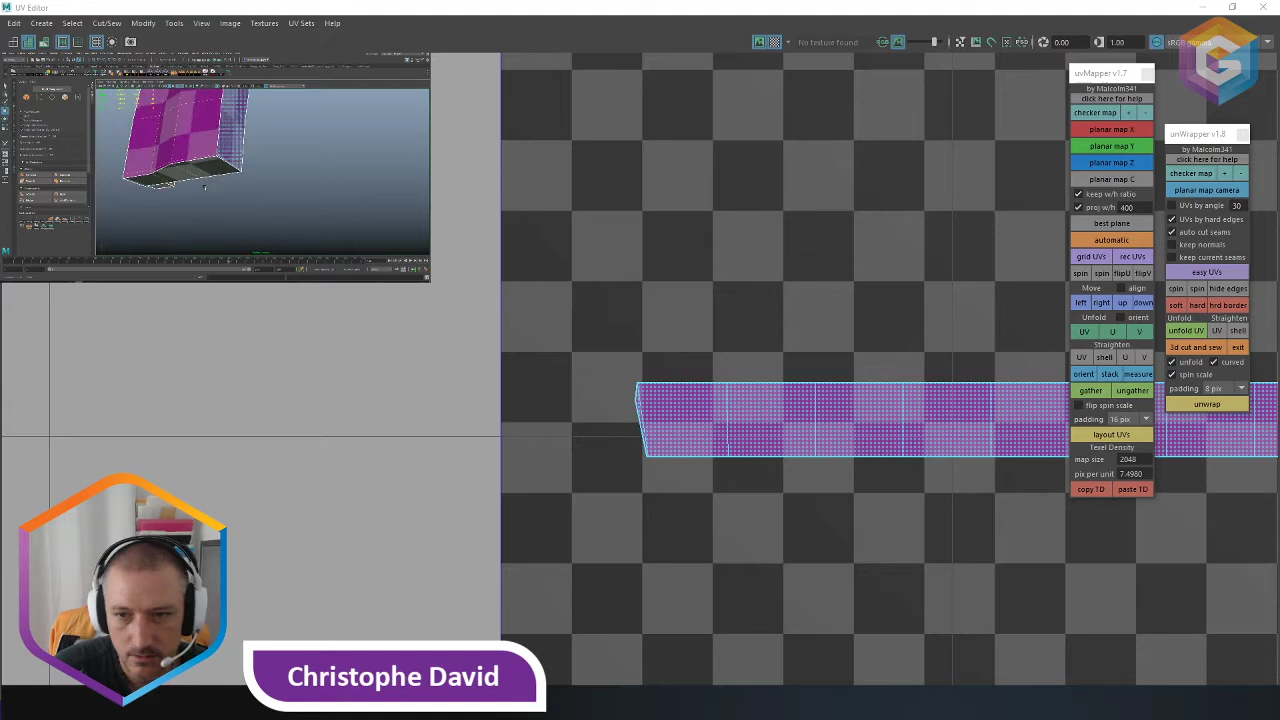 UV Editor
Edit Create Select Cut/Sew Modify Tools View Image Textures UV Sets Help
No texture found 0.00 1.00 sRGB gamma
uvMapper v1.7
by Malcolm341
click here for help
checker map + -
planar map X
planar map Y
planar map Z
planar map C
keep w/h ratio
proj w/h 400
best plane
automatic
grid UVs rec UVs
spin spin flipU flipV
Move align
left right up down
Unfold orient
UV U V
Straighten
UV shell U V
orient stack measure
gather ungather
flip spin scale
padding 16 pix
layout UVs
Texel Density
map size 2048
pix per unit 7.4980
copy TD paste TD
unWrapper v1.8
by Malcolm341
click here for help
checker map + -
planar map camera
UVs by angle 30
UVs by hard edges
auto cut seams
keep normals
keep current seams
easy UVs
spin spin hide edges
soft hard hrd border
Unfold Straighten
unfold UV UV shell
3d cut and sew exit
unfold curved
spin scale
padding 8 pix
unwrap
Christophe David